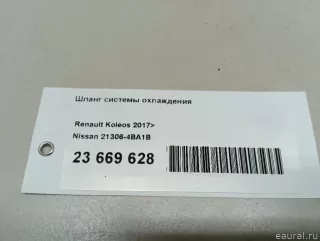 Шланг системы охлаждения
Renault Koleos 2017>
Nissan 21306-4BA1B
23 669 628
eaural.ru